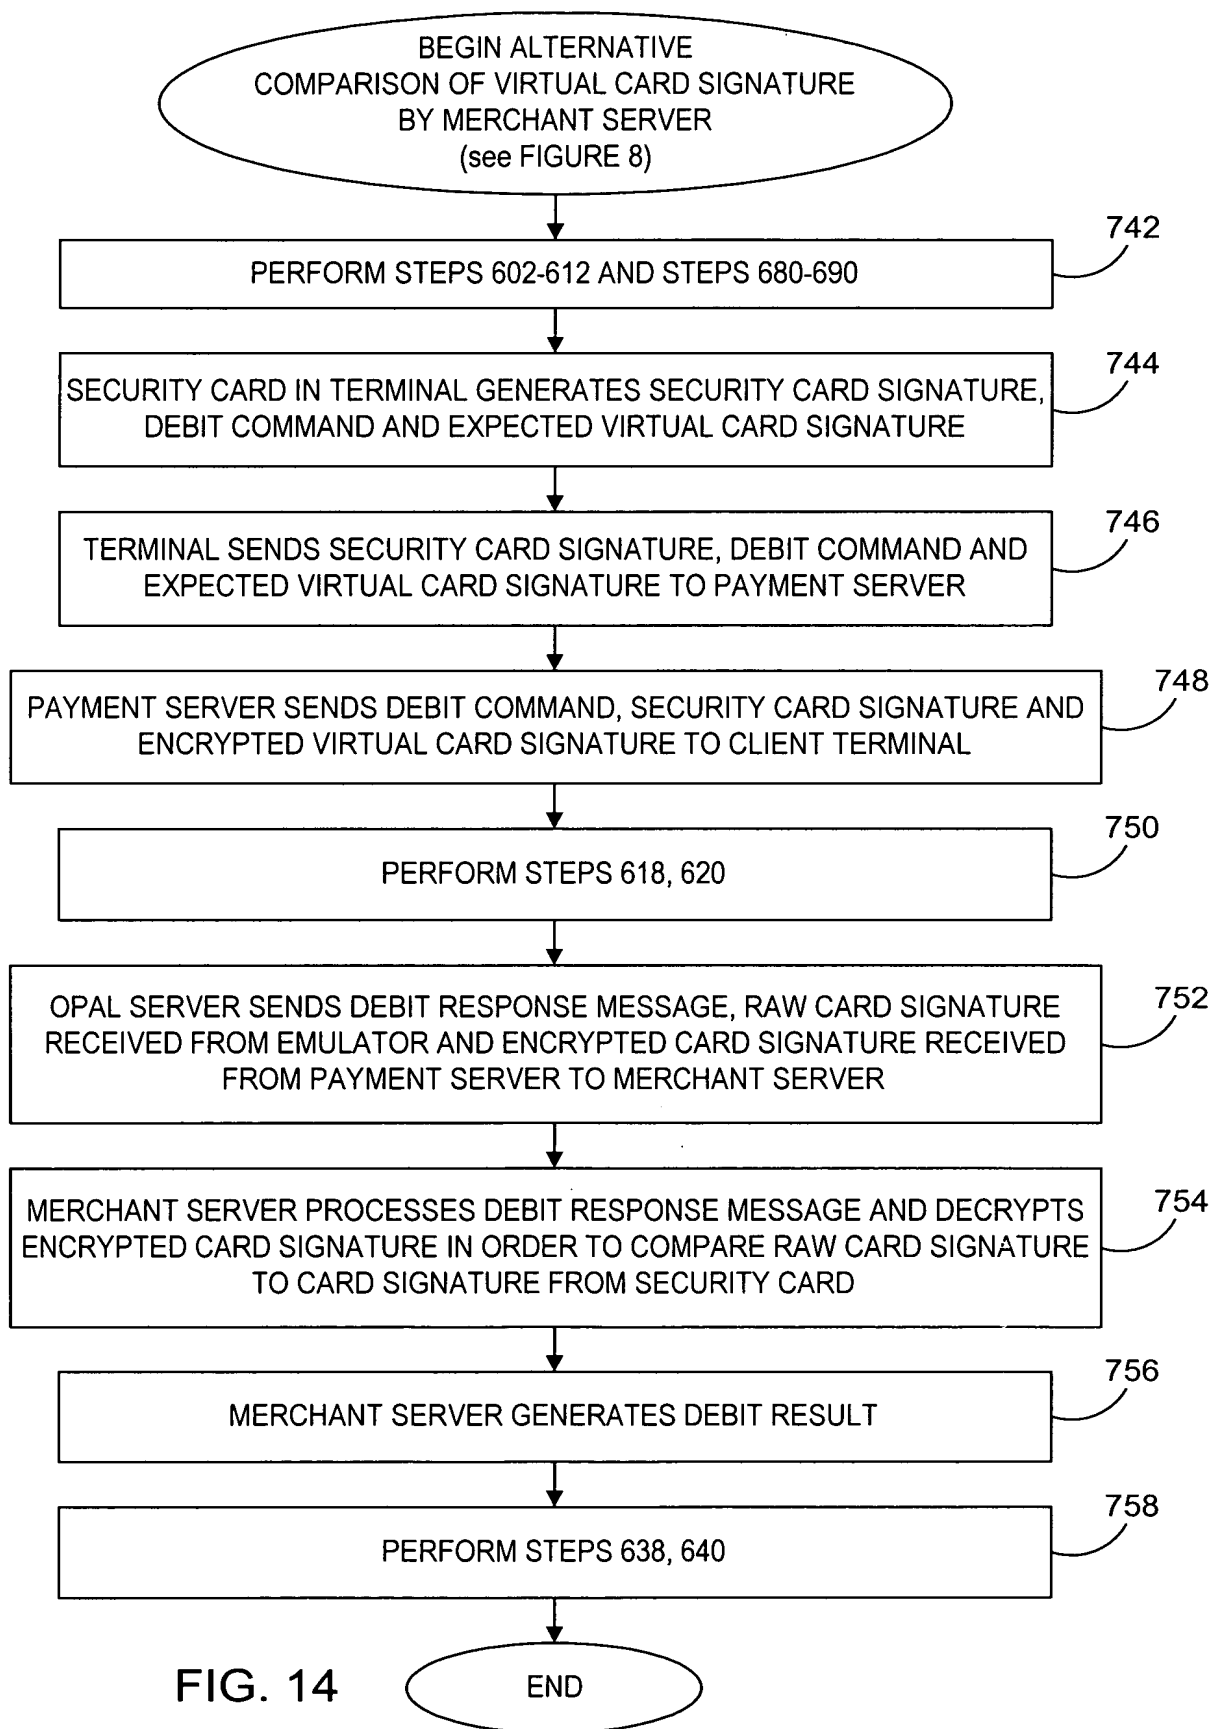 BEGIN ALTERNATIVE
COMPARISON OF VIRTUAL CARD SIGNATURE
BY MERCHANT SERVER
(see FIGURE 8)
742
PERFORM STEPS 602-612 AND STEPS 680-690
744
SECURITY CARD IN TERMINAL GENERATES SECURITY CARD SIGNATURE,
DEBIT COMMAND AND EXPECTED VIRTUAL CARD SIGNATURE
746
TERMINAL SENDS SECURITY CARD SIGNATURE, DEBIT COMMAND AND
EXPECTED VIRTUAL CARD SIGNATURE TO PAYMENT SERVER
748
PAYMENT SERVER SENDS DEBIT COMMAND, SECURITY CARD SIGNATURE AND
ENCRYPTED VIRTUAL CARD SIGNATURE TO CLIENT TERMINAL
750
PERFORM STEPS 618, 620
752
OPAL SERVER SENDS DEBIT RESPONSE MESSAGE, RAW CARD SIGNATURE
RECEIVED FROM EMULATOR AND ENCRYPTED CARD SIGNATURE RECEIVED
FROM PAYMENT SERVER TO MERCHANT SERVER
754
MERCHANT SERVER PROCESSES DEBIT RESPONSE MESSAGE AND DECRYPTS
ENCRYPTED CARD SIGNATURE IN ORDER TO COMPARE RAW CARD SIGNATURE
TO CARD SIGNATURE FROM SECURITY CARD
756
MERCHANT SERVER GENERATES DEBIT RESULT
758
PERFORM STEPS 638, 640
FIG. 14
END